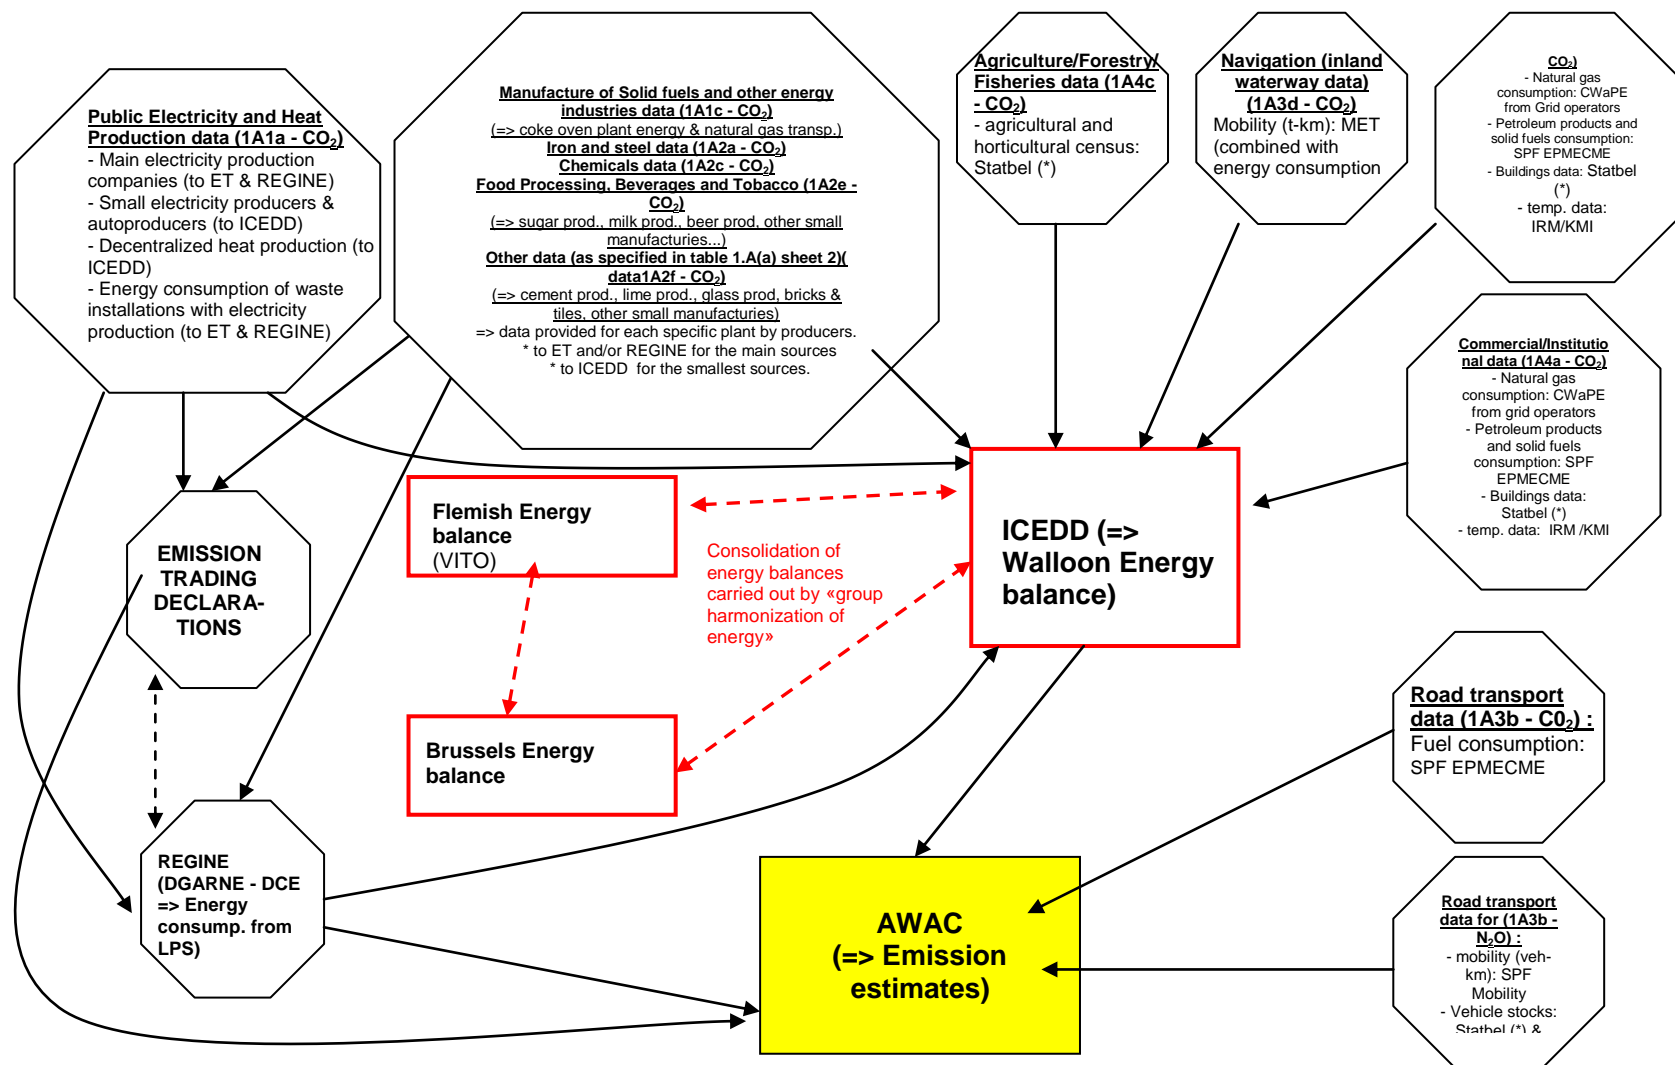 Public Electricity and Heat
Production data (1A1a - CO₂)
- Main electricity production
companies (to ET & REGINE)
- Small electricity producers &
autoproducers (to ICEDD)
- Decentralized heat production (to
ICEDD)
- Energy consumption of waste
installations with electricity
production (to ET & REGINE)
Manufacture of Solid fuels and other energy
industries data (1A1c - CO₂)
(=> coke oven plant energy & natural gas transp.)
Iron and steel data (1A2a - CO₂)
Chemicals data (1A2c - CO₂)
Food Processing, Beverages and Tobacco (1A2e -
CO₂)
(=> sugar prod., milk prod., beer prod, other small
manufacturies...)
Other data (as specified in table 1.A(a) sheet 2)(
data1A2f - CO₂)
(=> cement prod., lime prod., glass prod, bricks &
tiles, other small manufacturies)
=> data provided for each specific plant by producers.
* to ET and/or REGINE for the main sources
* to ICEDD for the smallest sources.
Agriculture/Forestry/
Fisheries data (1A4c
- CO₂)
- agricultural and
horticultural census:
Statbel (*)
Navigation (inland
waterway data)
(1A3d - CO₂)
Mobility (t-km): MET
(combined with
energy consumption
CO₂)
- Natural gas
consumption: CWaPE
from Grid operators
- Petroleum products and
solid fuels consumption:
SPF EPMECME
- Buildings data: Statbel
(*)
- temp. data:
IRM/KMI
Commercial/Institutio
nal data (1A4a - CO₂)
- Natural gas
consumption: CWaPE
from grid operators
- Petroleum products
and solid fuels
consumption: SPF
EPMECME
- Buildings data:
Statbel (*)
- temp. data: IRM /KMI
EMISSION
TRADING
DECLARA-
TIONS
Flemish Energy
balance
(VITO)
Consolidation of
energy balances
carried out by «group
harmonization of
energy»
ICEDD (=>
Walloon Energy
balance)
Brussels Energy
balance
REGINE
(DGARNE - DCE
=> Energy
consump. from
LPS)
AWAC
(=> Emission
estimates)
Road transport
data (1A3b - C0₂) :
Fuel consumption:
SPF EPMECME
Road transport
data for (1A3b -
N₂O) :
- mobility (veh-
km): SPF
Mobility
- Vehicle stocks:
Statbel (*) &